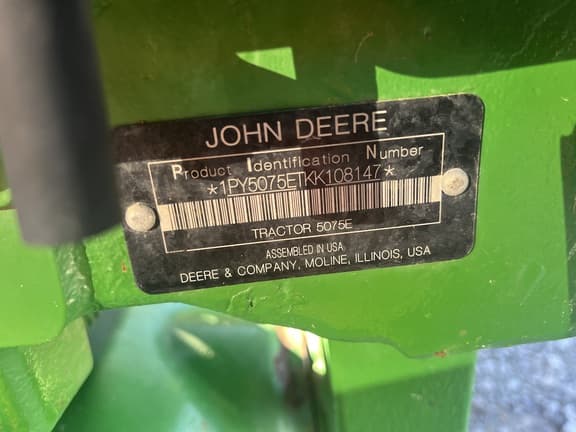 JOHN DEERE
Product Identification Number
*1PY5075ETKK108147*
TRACTOR 5075E
ASSEMBLED IN USA
DEERE & COMPANY, MOLINE, ILLINOIS, USA